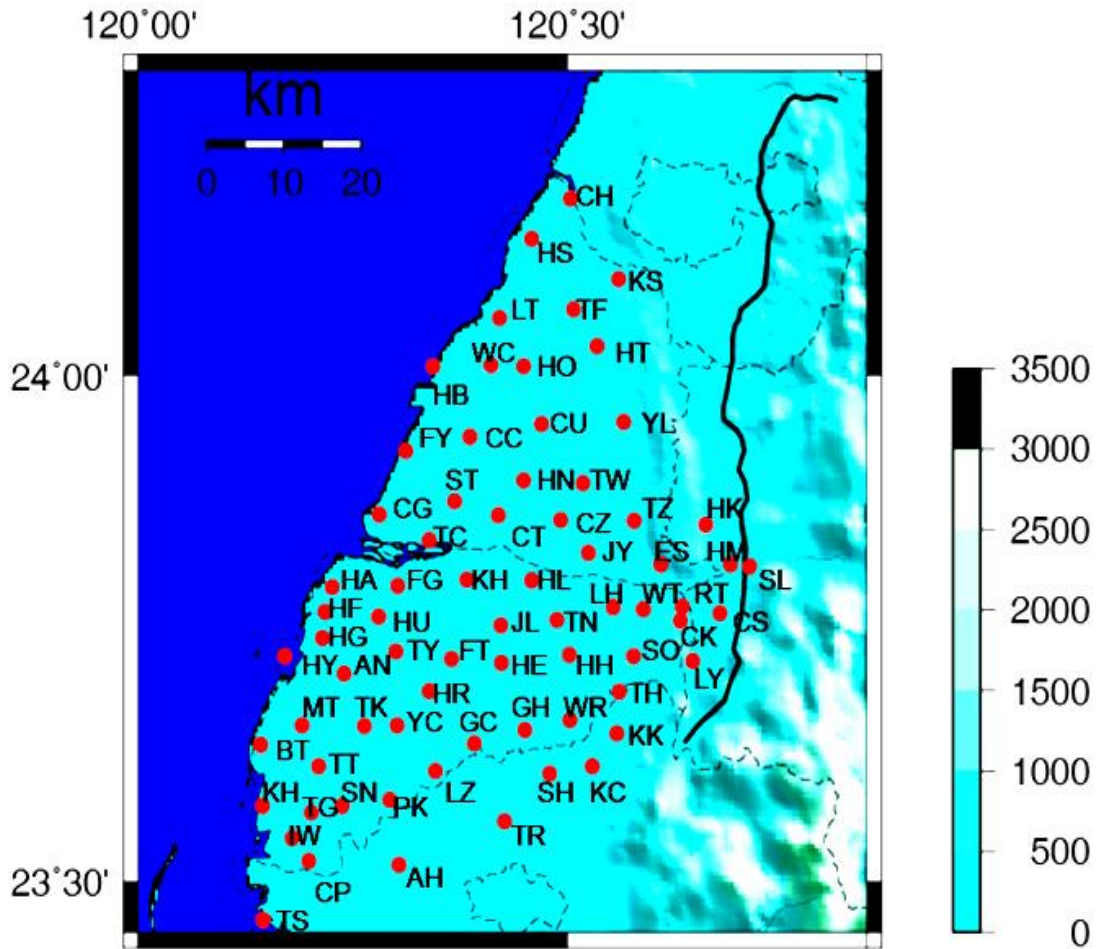 120°00'
120°30'
km
0 10 20
CH
HS
KS
LT
TF
WC
HO
HT
24°00'
3500
HB
3000
FY
CC
CU
YL
2500
ST
HN
TW
CG
CT
CZ
TZ
HK
2000
TC
JY
ES
HM
SL
HA
FG
KH
HL
LH
WT
RT
1500
HF
HU
JL
TN
CS
HG
CK
HY
AN
TY
FT
HE
HH
SO
LY
1000
HR
TH
MT
TK
YC
GC
GH
WR
KK
BT
TT
LZ
SH
KC
500
KH
TG
SN
PK
IW
TR
23°30'
CP
AH
TS
0